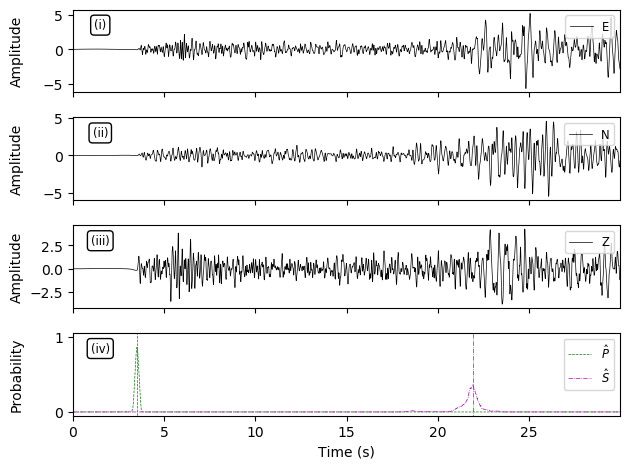 Amplitude
5
0
−5
(i)
E
Amplitude
5
0
−5
(ii)
N
Amplitude
2.5
0.0
−2.5
(iii)
Z
Probability
1
0
(iv)
P̂
Ŝ
0 5 10 15 20 25
Time (s)